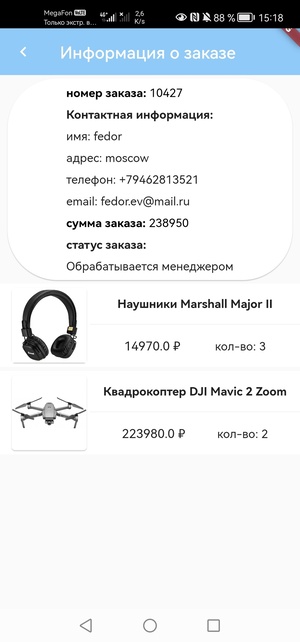 MegaFon VoLTE
Только экстр. в...
4G+
2,6
K/s
88 %
15:18
Информация о заказе
номер заказа: 10427
Контактная информация:
имя: fedor
адрес: moscow
телефон: +79462813521
email: fedor.ev@mail.ru
сумма заказа: 238950
статус заказа:
Обрабатывается менеджером
Наушники Marshall Major II
14970.0 ₽ кол-во: 3
Квадрокоптер DJI Mavic 2 Zoom
223980.0 ₽ кол-во: 2